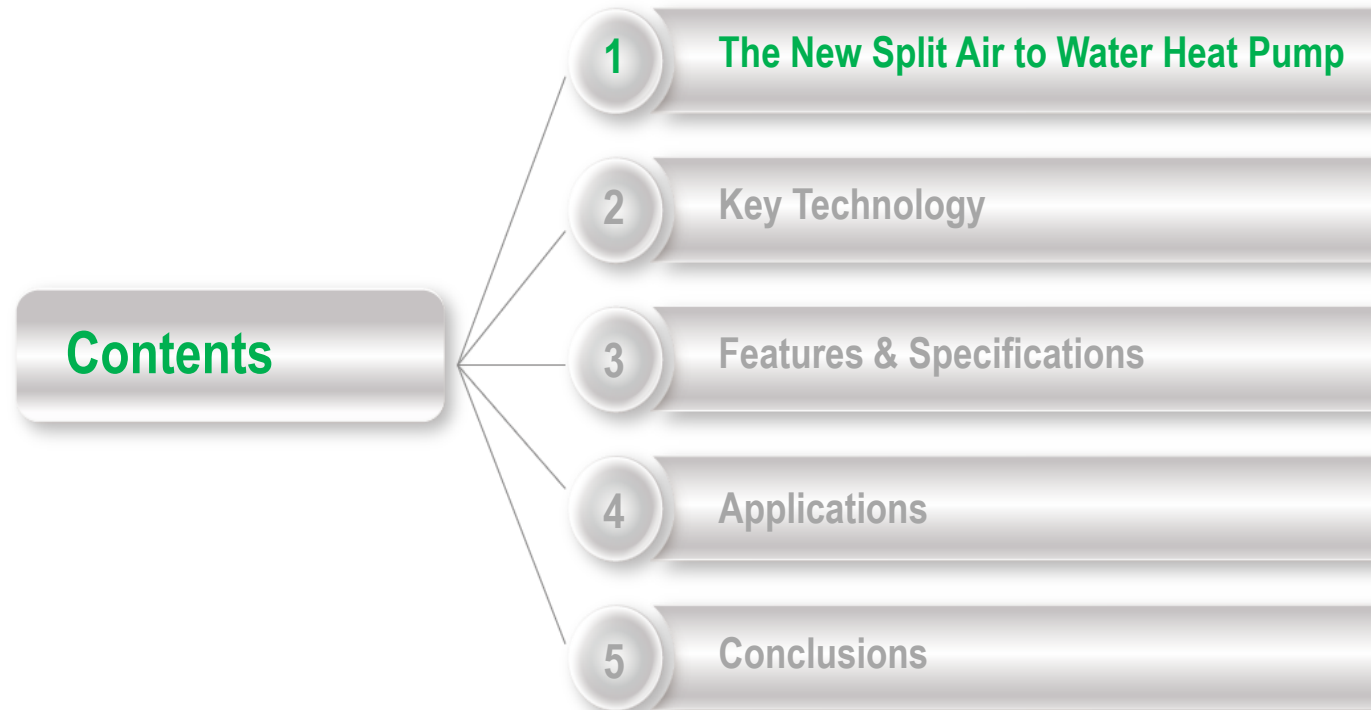 Contents
1 The New Split Air to Water Heat Pump
2 Key Technology
3 Features & Specifications
4 Applications
5 Conclusions